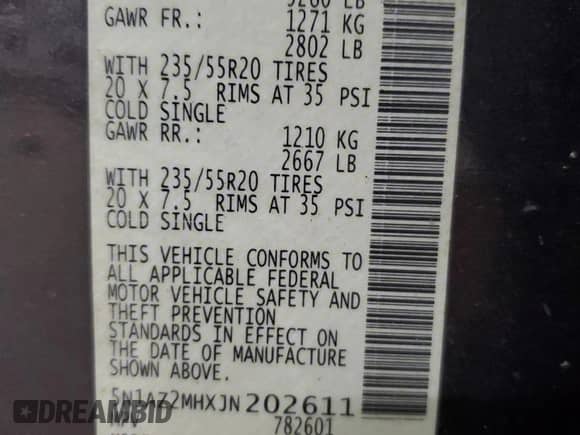 5260 LB
GAWR FR.: 1271 KG
2802 LB
WITH 235/55R20 TIRES
20 X 7.5 RIMS AT 35 PSI
COLD SINGLE
GAWR RR.: 1210 KG
2667 LB
WITH 235/55R20 TIRES
20 X 7.5 RIMS AT 35 PSI
COLD SINGLE
THIS VEHICLE CONFORMS TO
ALL APPLICABLE FEDERAL
MOTOR VEHICLE SAFETY AND
THEFT PREVENTION
STANDARDS IN EFFECT ON
THE DATE OF MANUFACTURE
SHOWN ABOVE.
5N1AZ2MHXJN202611
782601
DREAMBID